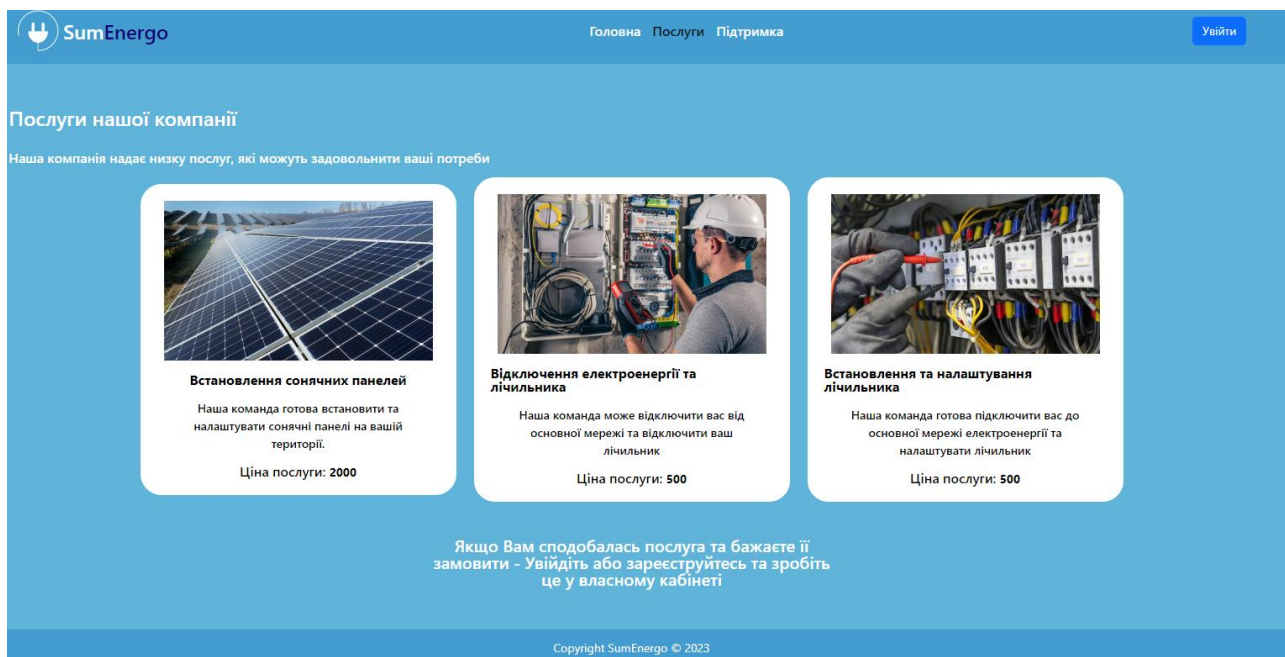 SumEnergo
Головна Послуги Підтримка
Увійти
Послуги нашої компанії
Наша компанія надає низку послуг, які можуть задовольнити ваші потреби
Встановлення сонячних панелей
Наша команда готова встановити та
налаштувати сонячні панелі на вашій
території.
Ціна послуги: 2000
Відключення електроенергії та
лічильника
Наша команда може відключити вас від
основної мережі та відключити ваш
лічильник
Ціна послуги: 500
Встановлення та налаштування
лічильника
Наша команда готова підключити вас до
основної мережі електроенергії та
налаштувати лічильник
Ціна послуги: 500
Якщо Вам сподобалась послуга та бажаєте її
замовити - Увійдіть або зареєструйтесь та зробіть
це у власному кабінеті
Copyright SumEnergo © 2023